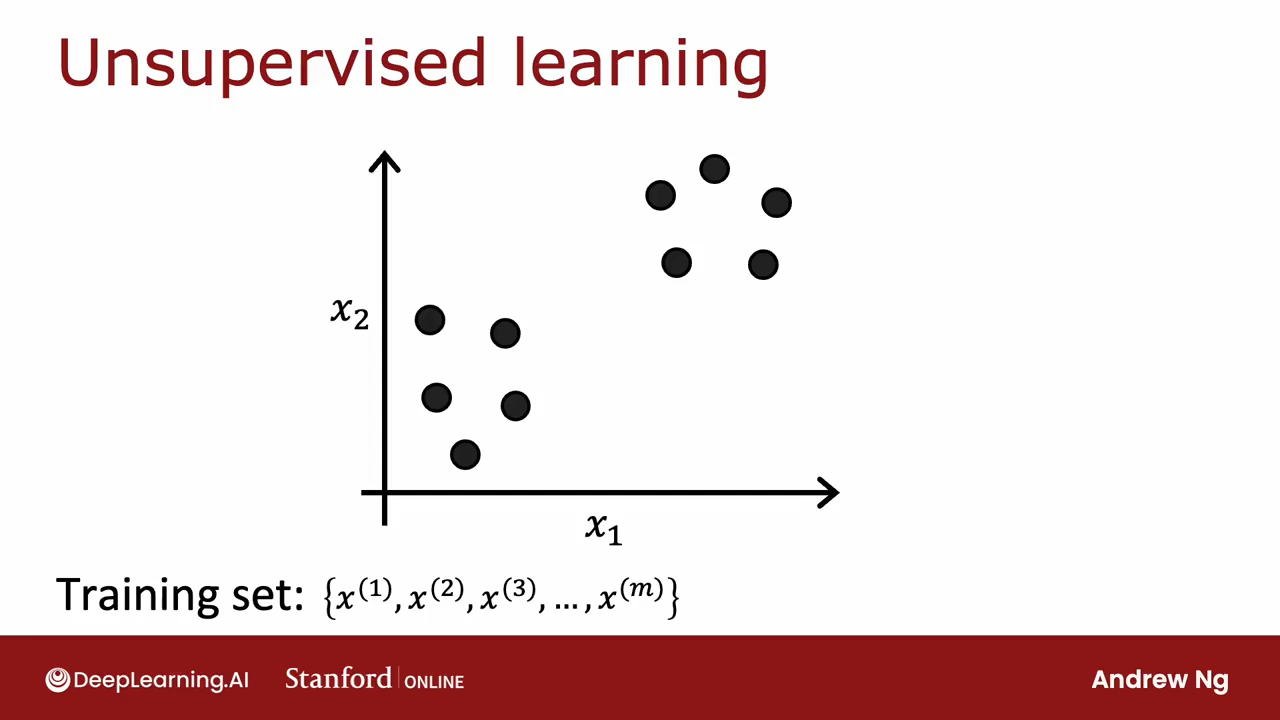 Unsupervised learning
x₂
x₁
Training set: {x⁽¹⁾, x⁽²⁾, x⁽³⁾, …, x⁽ᵐ⁾}
DeepLearning.AI Stanford | ONLINE Andrew Ng